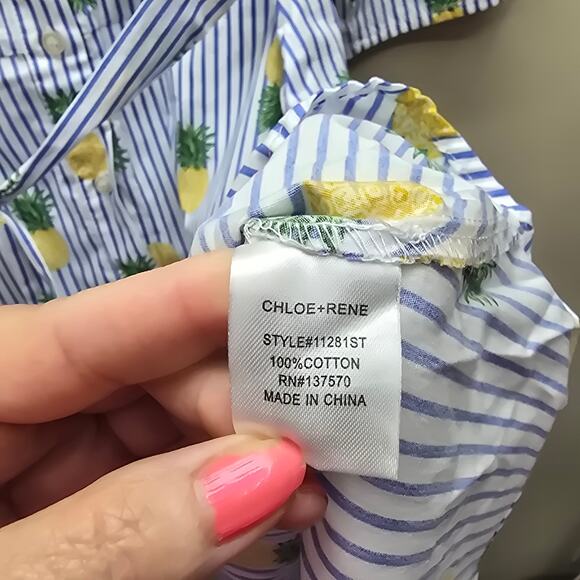 CHLOE+RENE
STYLE#11281ST
100%COTTON
RN#137570
MADE IN CHINA